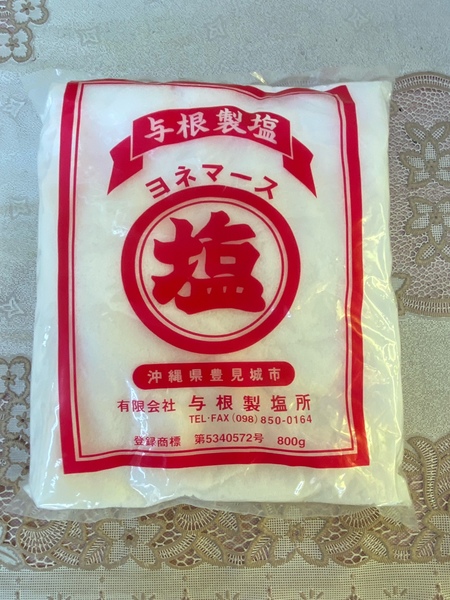 与根製塩
ヨネマース
塩
沖縄県豊見城市
有限会社 与根製塩所
TEL・FAX (098) 850-0164
登録商標 第5340572号 800g